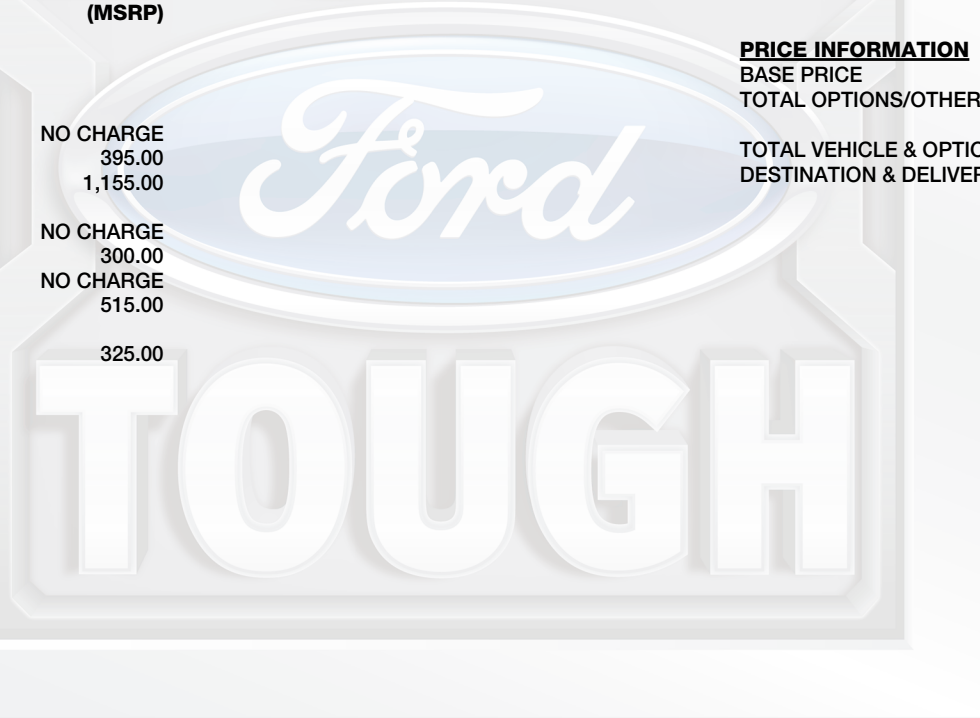 (MSRP)
NO CHARGE
395.00
1,155.00
NO CHARGE
300.00
NO CHARGE
515.00
325.00
PRICE INFORMATION
BASE PRICE
TOTAL OPTIONS/OTHER
TOTAL VEHICLE & OPTIO
DESTINATION & DELIVER
Ford
TOUGH